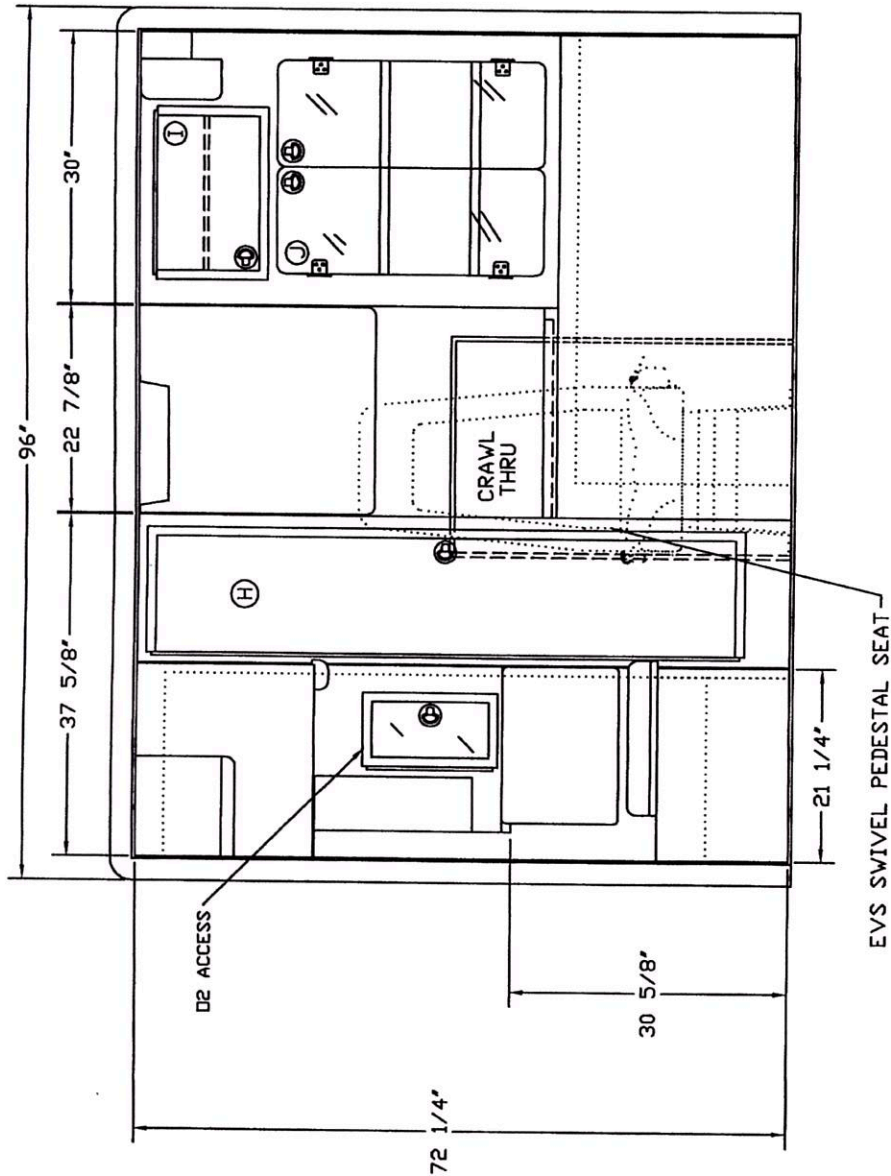 96"
37 5/8"
22 7/8"
30"
I
J
H
CRAWL
THRU
O2 ACCESS
72 1/4"
30 5/8"
21 1/4"
EVS SWIVEL PEDESTAL SEAT